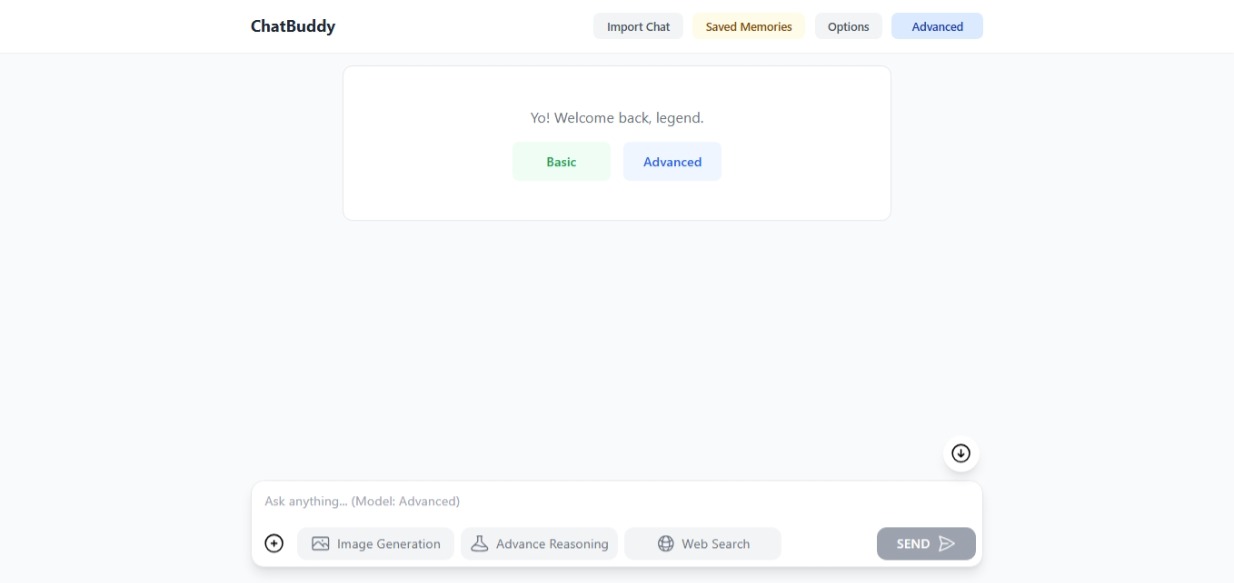 ChatBuddy
Import Chat
Saved Memories
Options
Advanced
Yo! Welcome back, legend.
Basic
Advanced
Ask anything... (Model: Advanced)
Image Generation
Advance Reasoning
Web Search
SEND